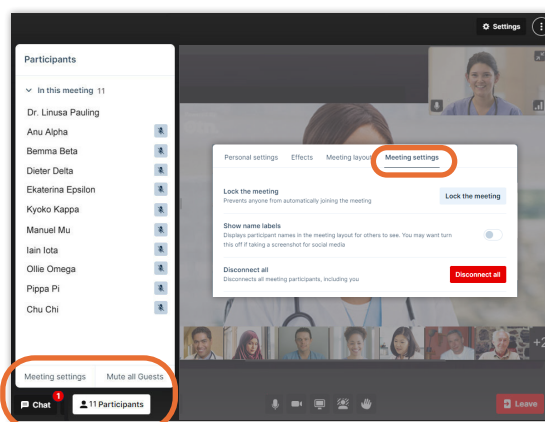 Settings
Participants
In this meeting 11
Dr. Linusa Pauling
Anu Alpha
Bemma Beta
Dieter Delta
Ekaterina Epsilon
Kyoko Kappa
Manuel Mu
Iain Iota
Ollie Omega
Pippa Pi
Chu Chi
Meeting settings Mute all Guests
Chat 1 11 Participants
Personal settings Effects Meeting layout Meeting settings
Lock the meeting
Prevents anyone from automatically joining the meeting
Lock the meeting
Show name labels
Displays participant names in the meeting layout for others to see. You may want turn
this off if taking a screenshot for social media
Disconnect all
Disconnects all meeting participants, including you
Disconnect all
+2
Leave